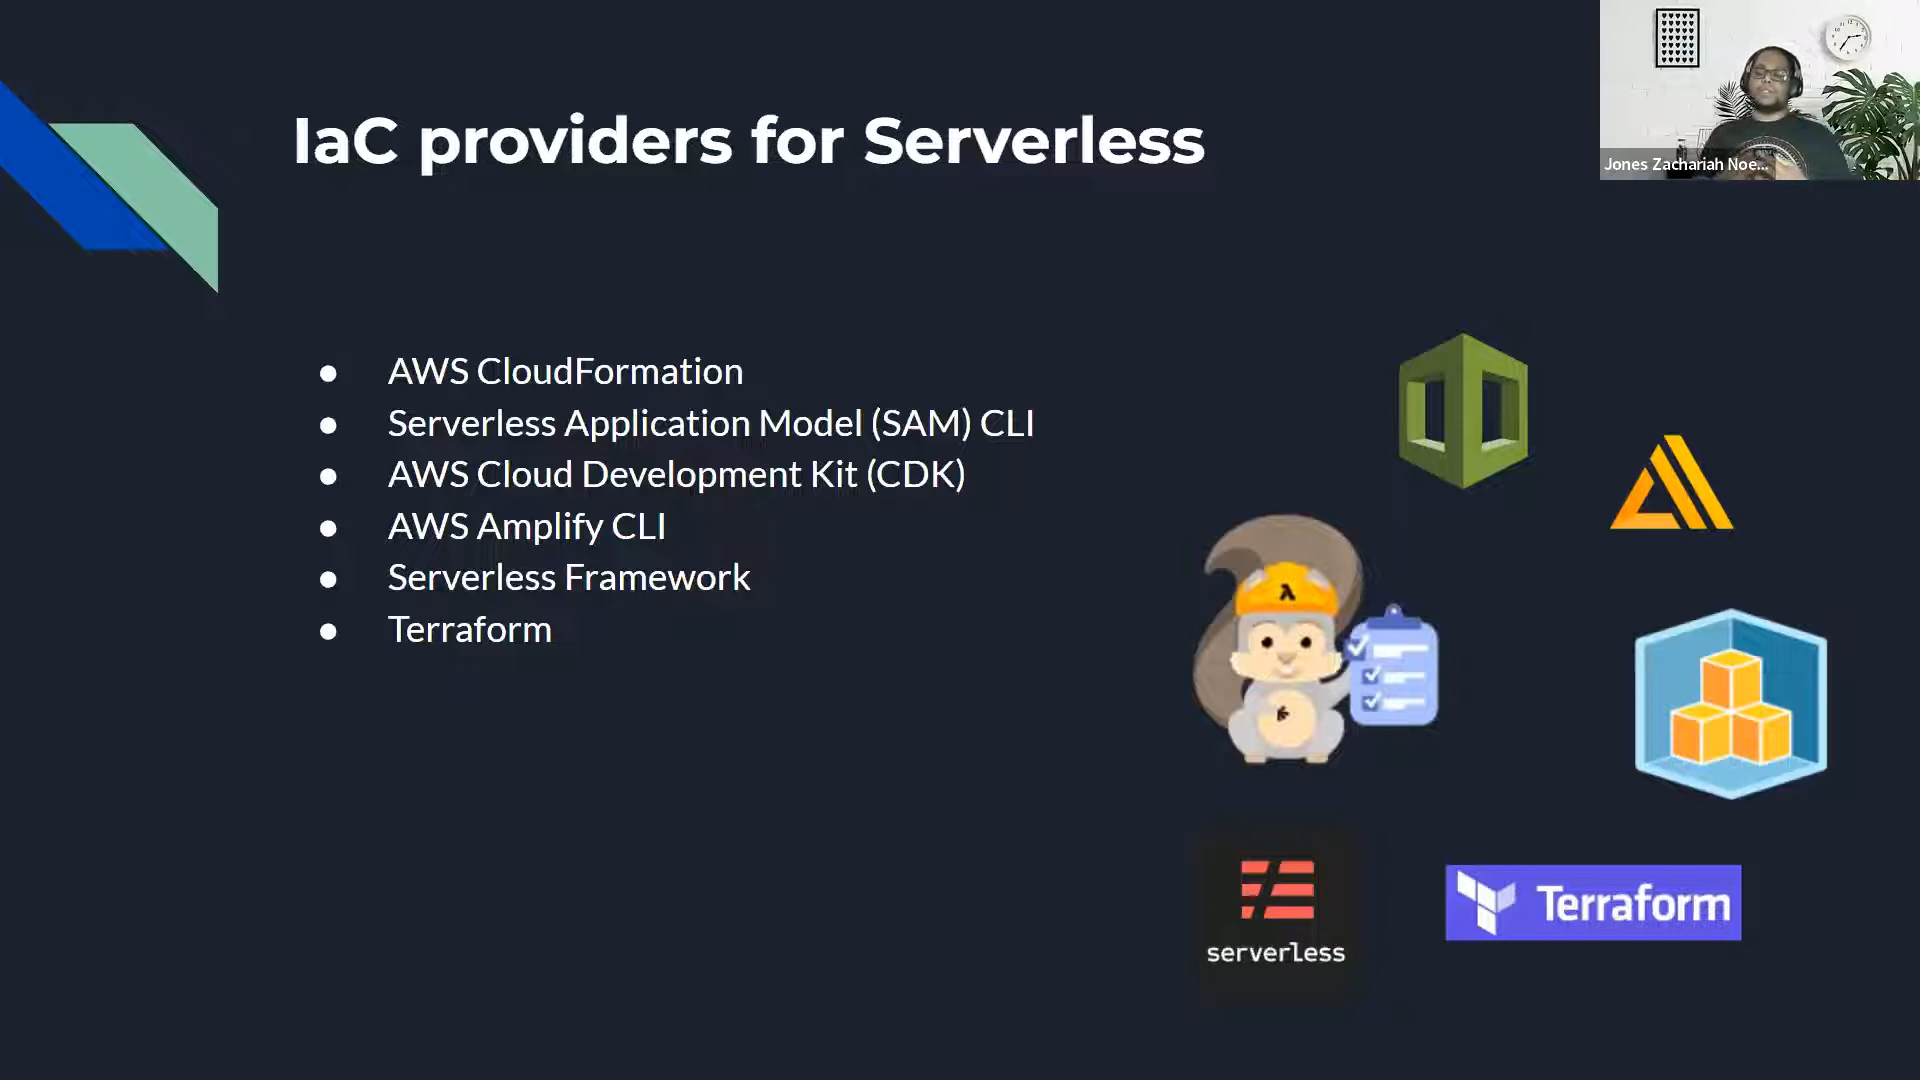 IaC providers for Serverless
Jones Zachariah Noe...
● AWS CloudFormation
● Serverless Application Model (SAM) CLI
● AWS Cloud Development Kit (CDK)
● AWS Amplify CLI
● Serverless Framework
● Terraform
λ
serverless
Terraform